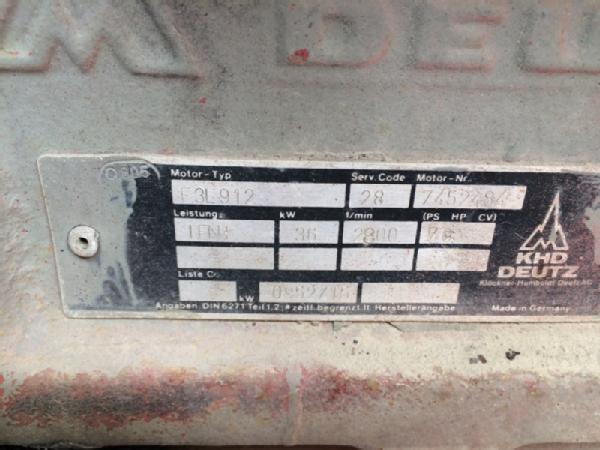 DEUTZ
Motor-Typ Serv. Code Motor-Nr.
F3L912 28
Leistung: kW 1/min (PS HP CV)
IFN 36 2800
KHD
DEUTZ
Klöckner-Humboldt-Deutz AG
Liste
kW
Angaben: DIN 6271 Teil 1.2; # zeitl. begrenzt lt. Herstellerangabe Made in Germany